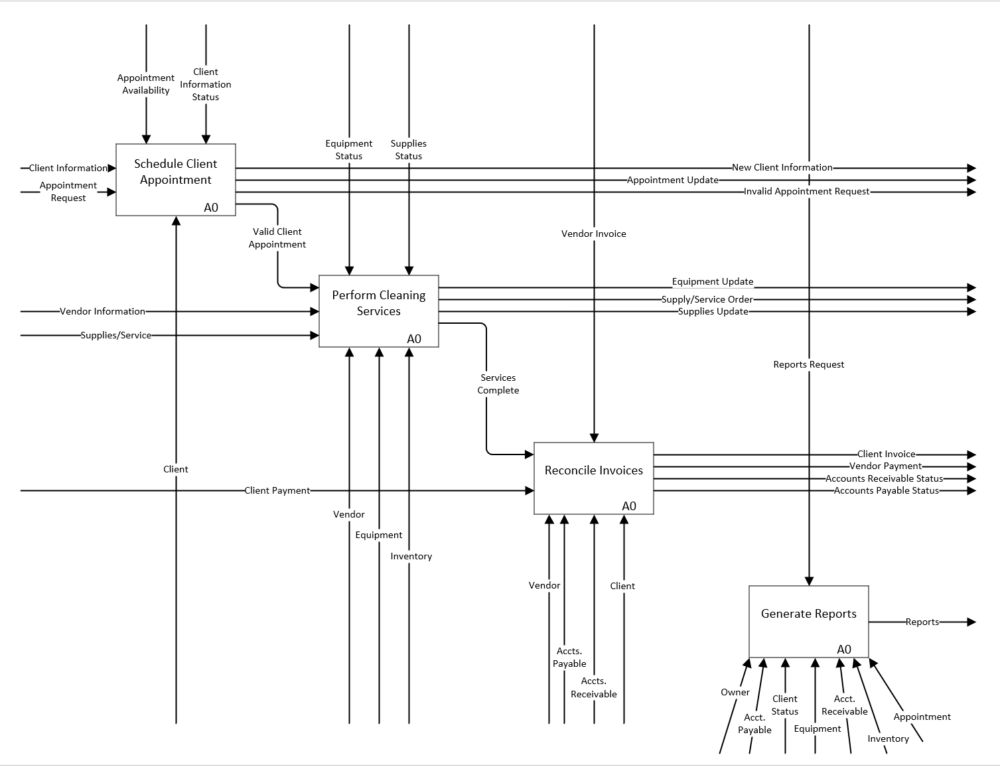 Appointment
Availability
Client
Information
Status
Equipment
Status
Supplies
Status
Client Information
Schedule Client
Appointment
A0
Appointment
Request
New Client Information
Appointment Update
Invalid Appointment Request
Valid Client
Appointment
Vendor Invoice
Equipment Update
Supply/Service Order
Supplies Update
Perform Cleaning
Services
A0
Vendor Information
Supplies/Service
Reports Request
Services
Complete
Client
Client Payment
Reconcile Invoices
A0
Client Invoice
Vendor Payment
Accounts Receivable Status
Accounts Payable Status
Vendor
Equipment
Inventory
Vendor
Client
Accts.
Payable
Accts.
Receivable
Generate Reports
A0
Reports
Owner
Acct.
Payable
Client
Status
Equipment
Acct.
Receivable
Inventory
Appointment